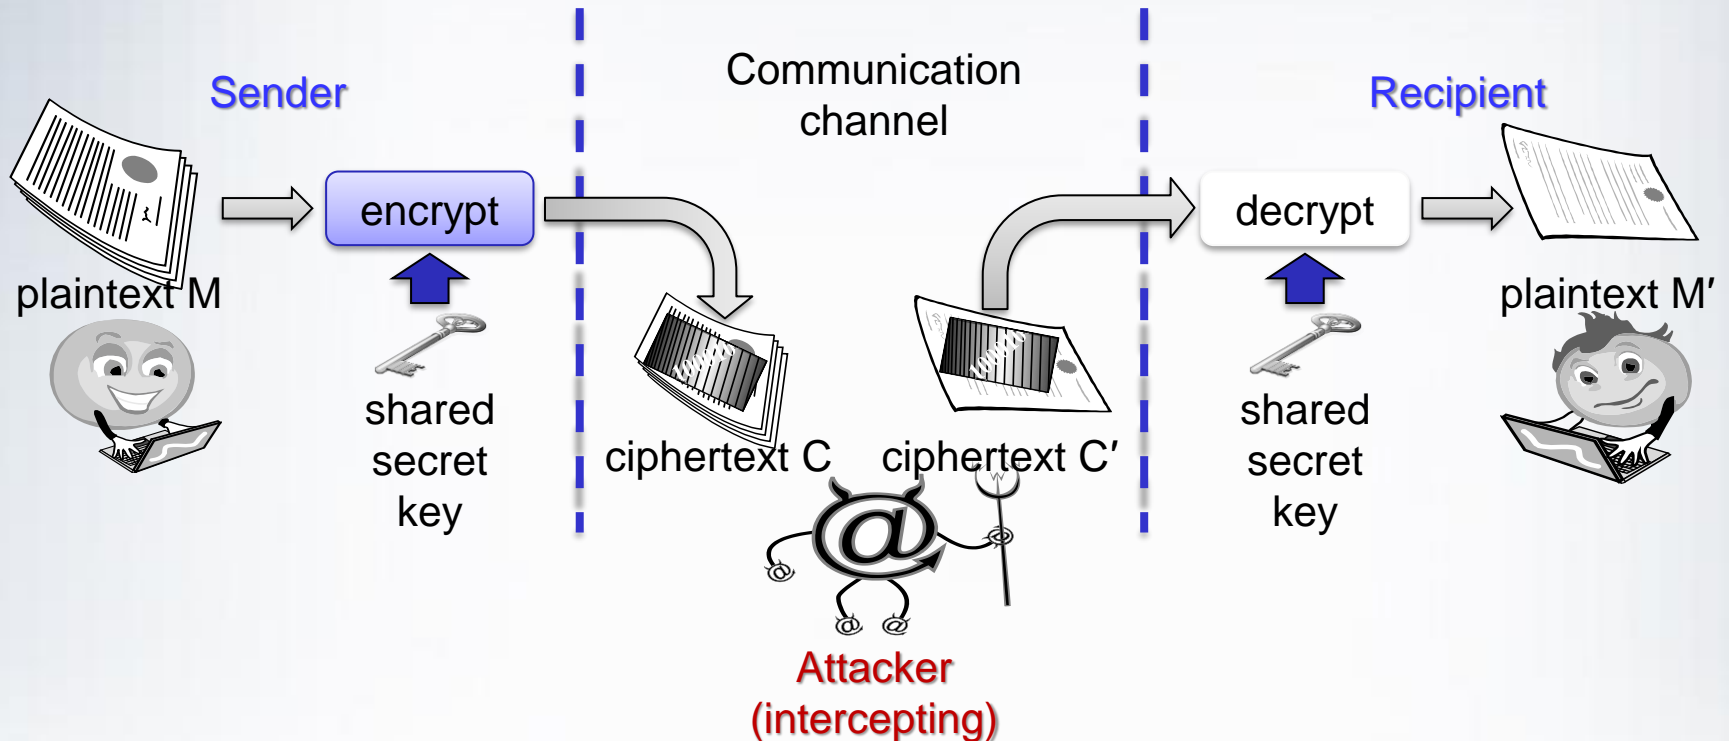 Communication
channel
Sender
Recipient
encrypt
decrypt
plaintext M
plaintext M′
shared
secret
key
ciphertext C
ciphertext C′
shared
secret
key
@
@
@
@
@
Attacker
(intercepting)